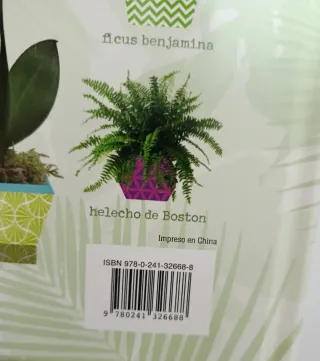 ficus benjamina
helecho de Boston
Impreso en China
ISBN 978-0-241-32668-8
9 780241 326688